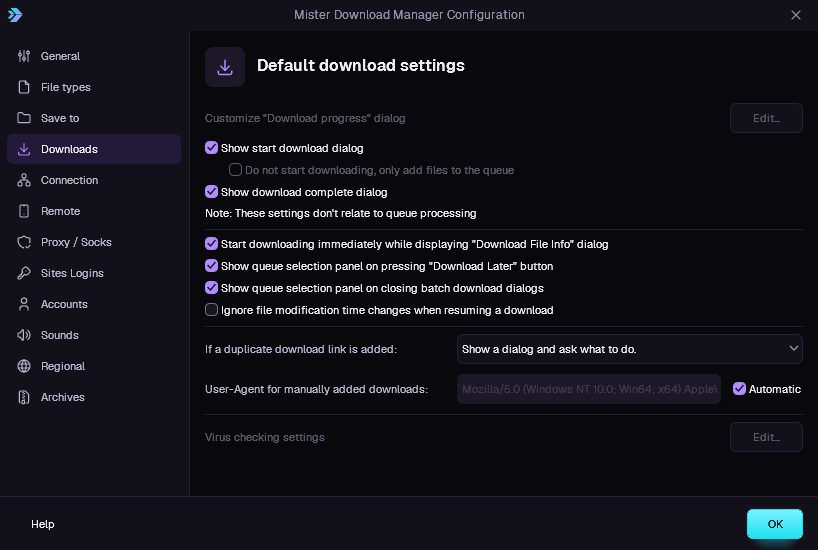 Mister Download Manager Configuration
General
File types
Save to
Downloads
Connection
Remote
Proxy / Socks
Sites Logins
Accounts
Sounds
Regional
Archives
Default download settings
Customize "Download progress" dialog
Edit...
Show start download dialog
Do not start downloading, only add files to the queue
Show download complete dialog
Note: These settings don't relate to queue processing
Start downloading immediately while displaying "Download File Info" dialog
Show queue selection panel on pressing "Download Later" button
Show queue selection panel on closing batch download dialogs
Ignore file modification time changes when resuming a download
If a duplicate download link is added:
Show a dialog and ask what to do.
User-Agent for manually added downloads:
Mozilla/5.0 (Windows NT 10.0; Win64; x64) Apple
Automatic
Virus checking settings
Edit...
Help
OK